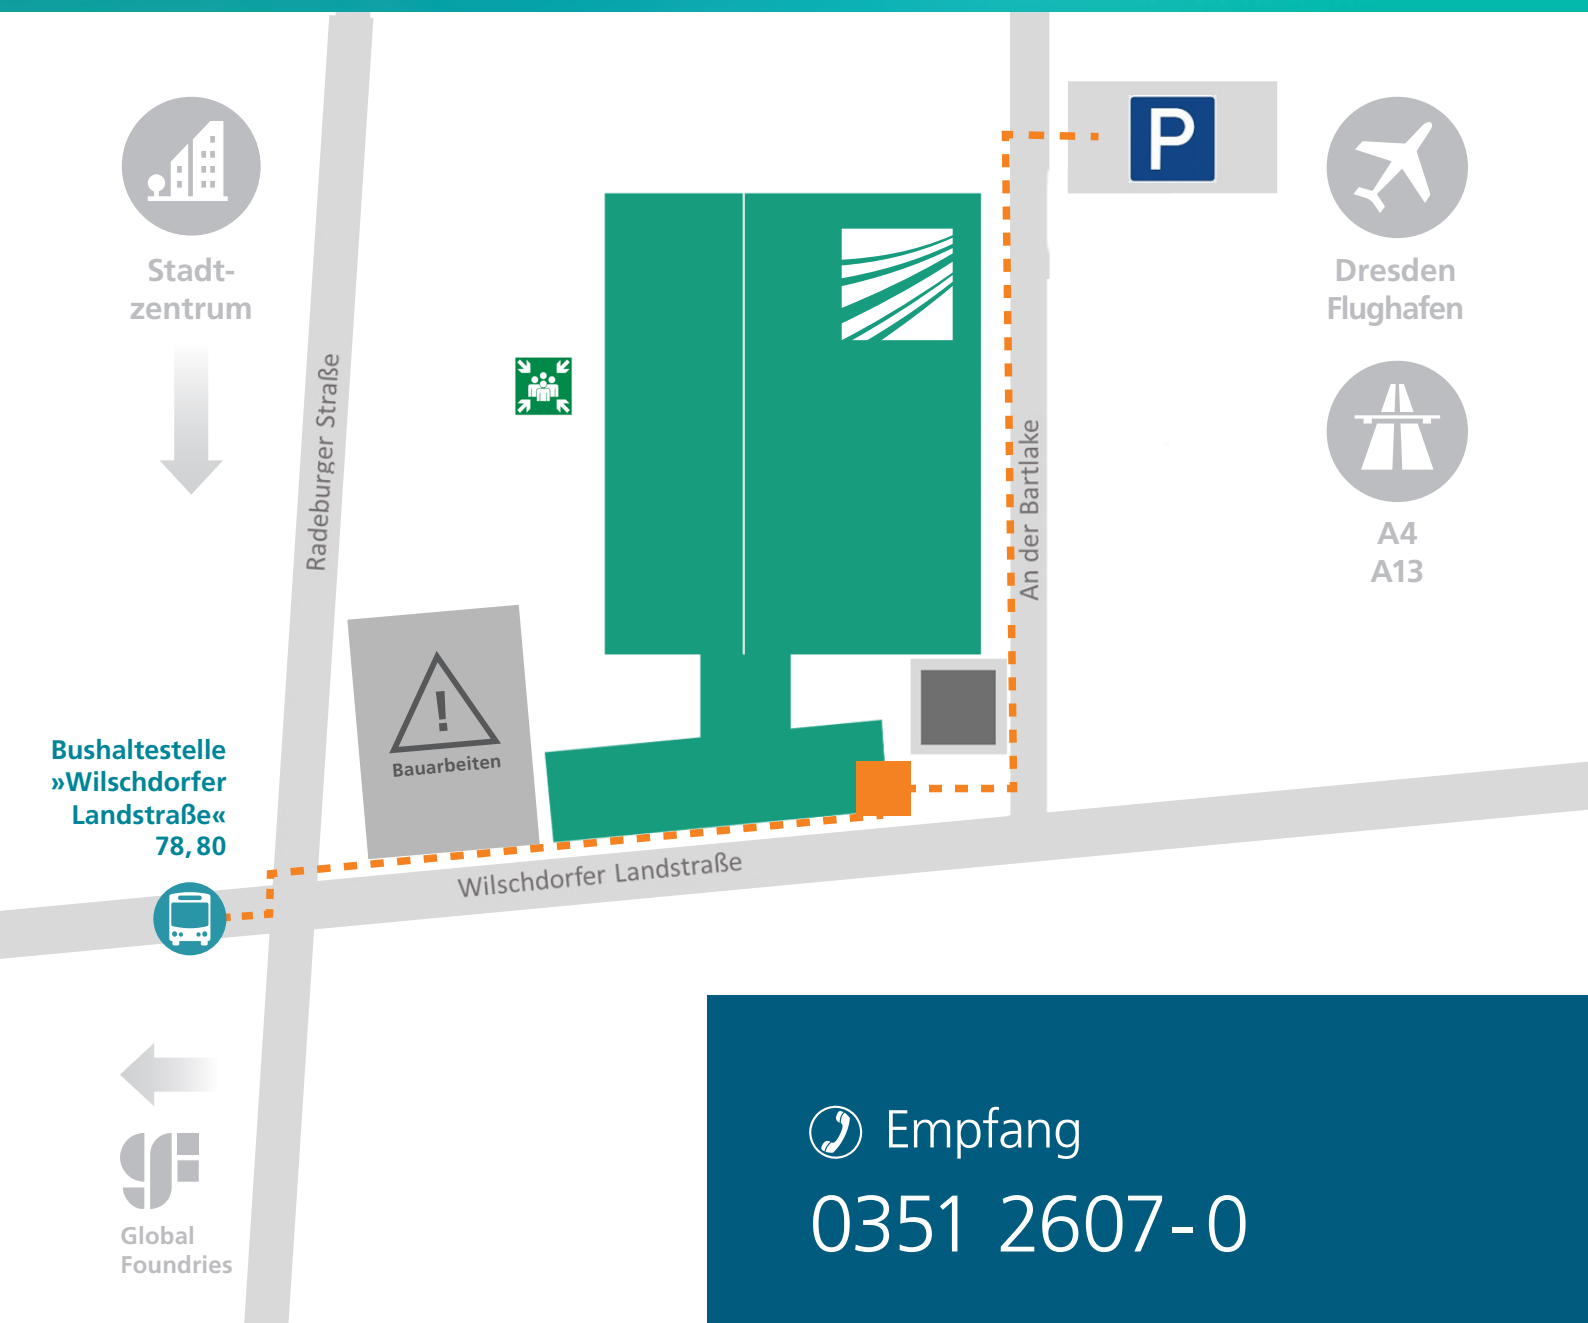 P
Stadt-
zentrum
Dresden
Flughafen
Radeburger Straße
An der Bartlake
A4
A13
!
Bauarbeiten
Bushaltestelle
»Wilschdorfer
Landstraße«
78, 80
Wilschdorfer Landstraße
GF
Global
Foundries
Empfang
0351 2607-0